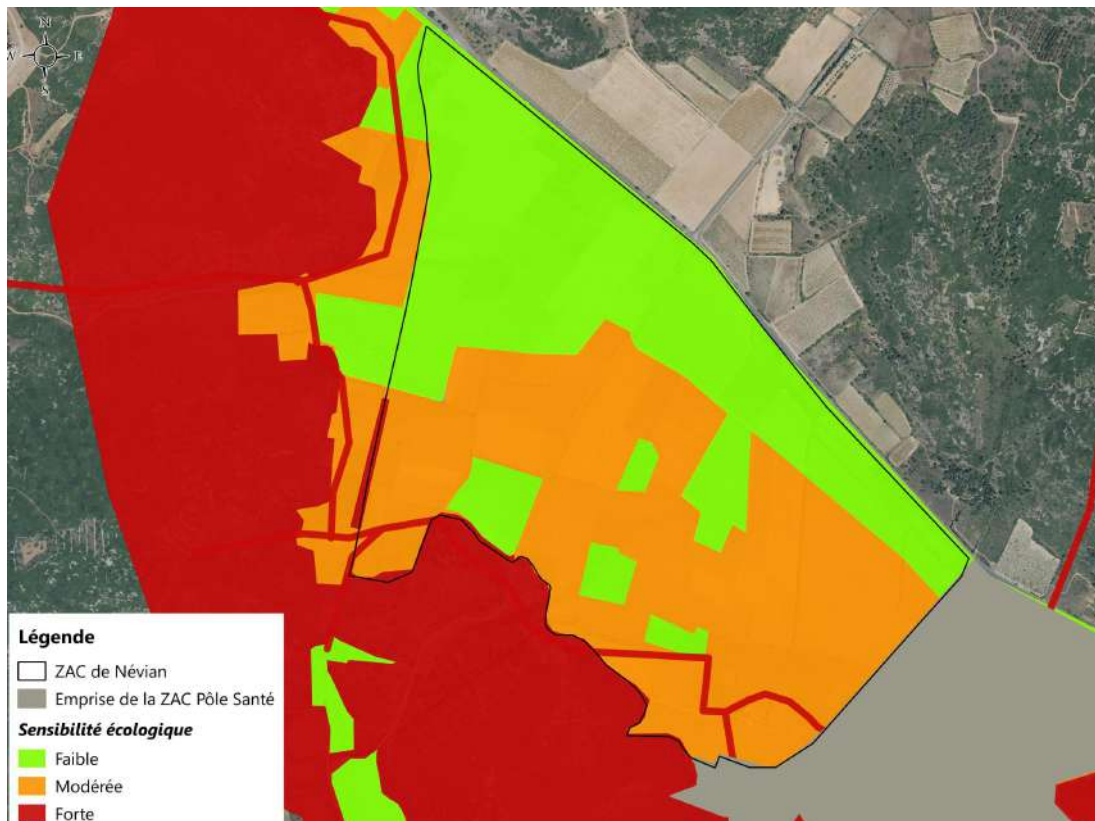 N
W E
S
Légende
ZAC de Névian
Emprise de la ZAC Pôle Santé
Sensibilité écologique
Faible
Modérée
Forte